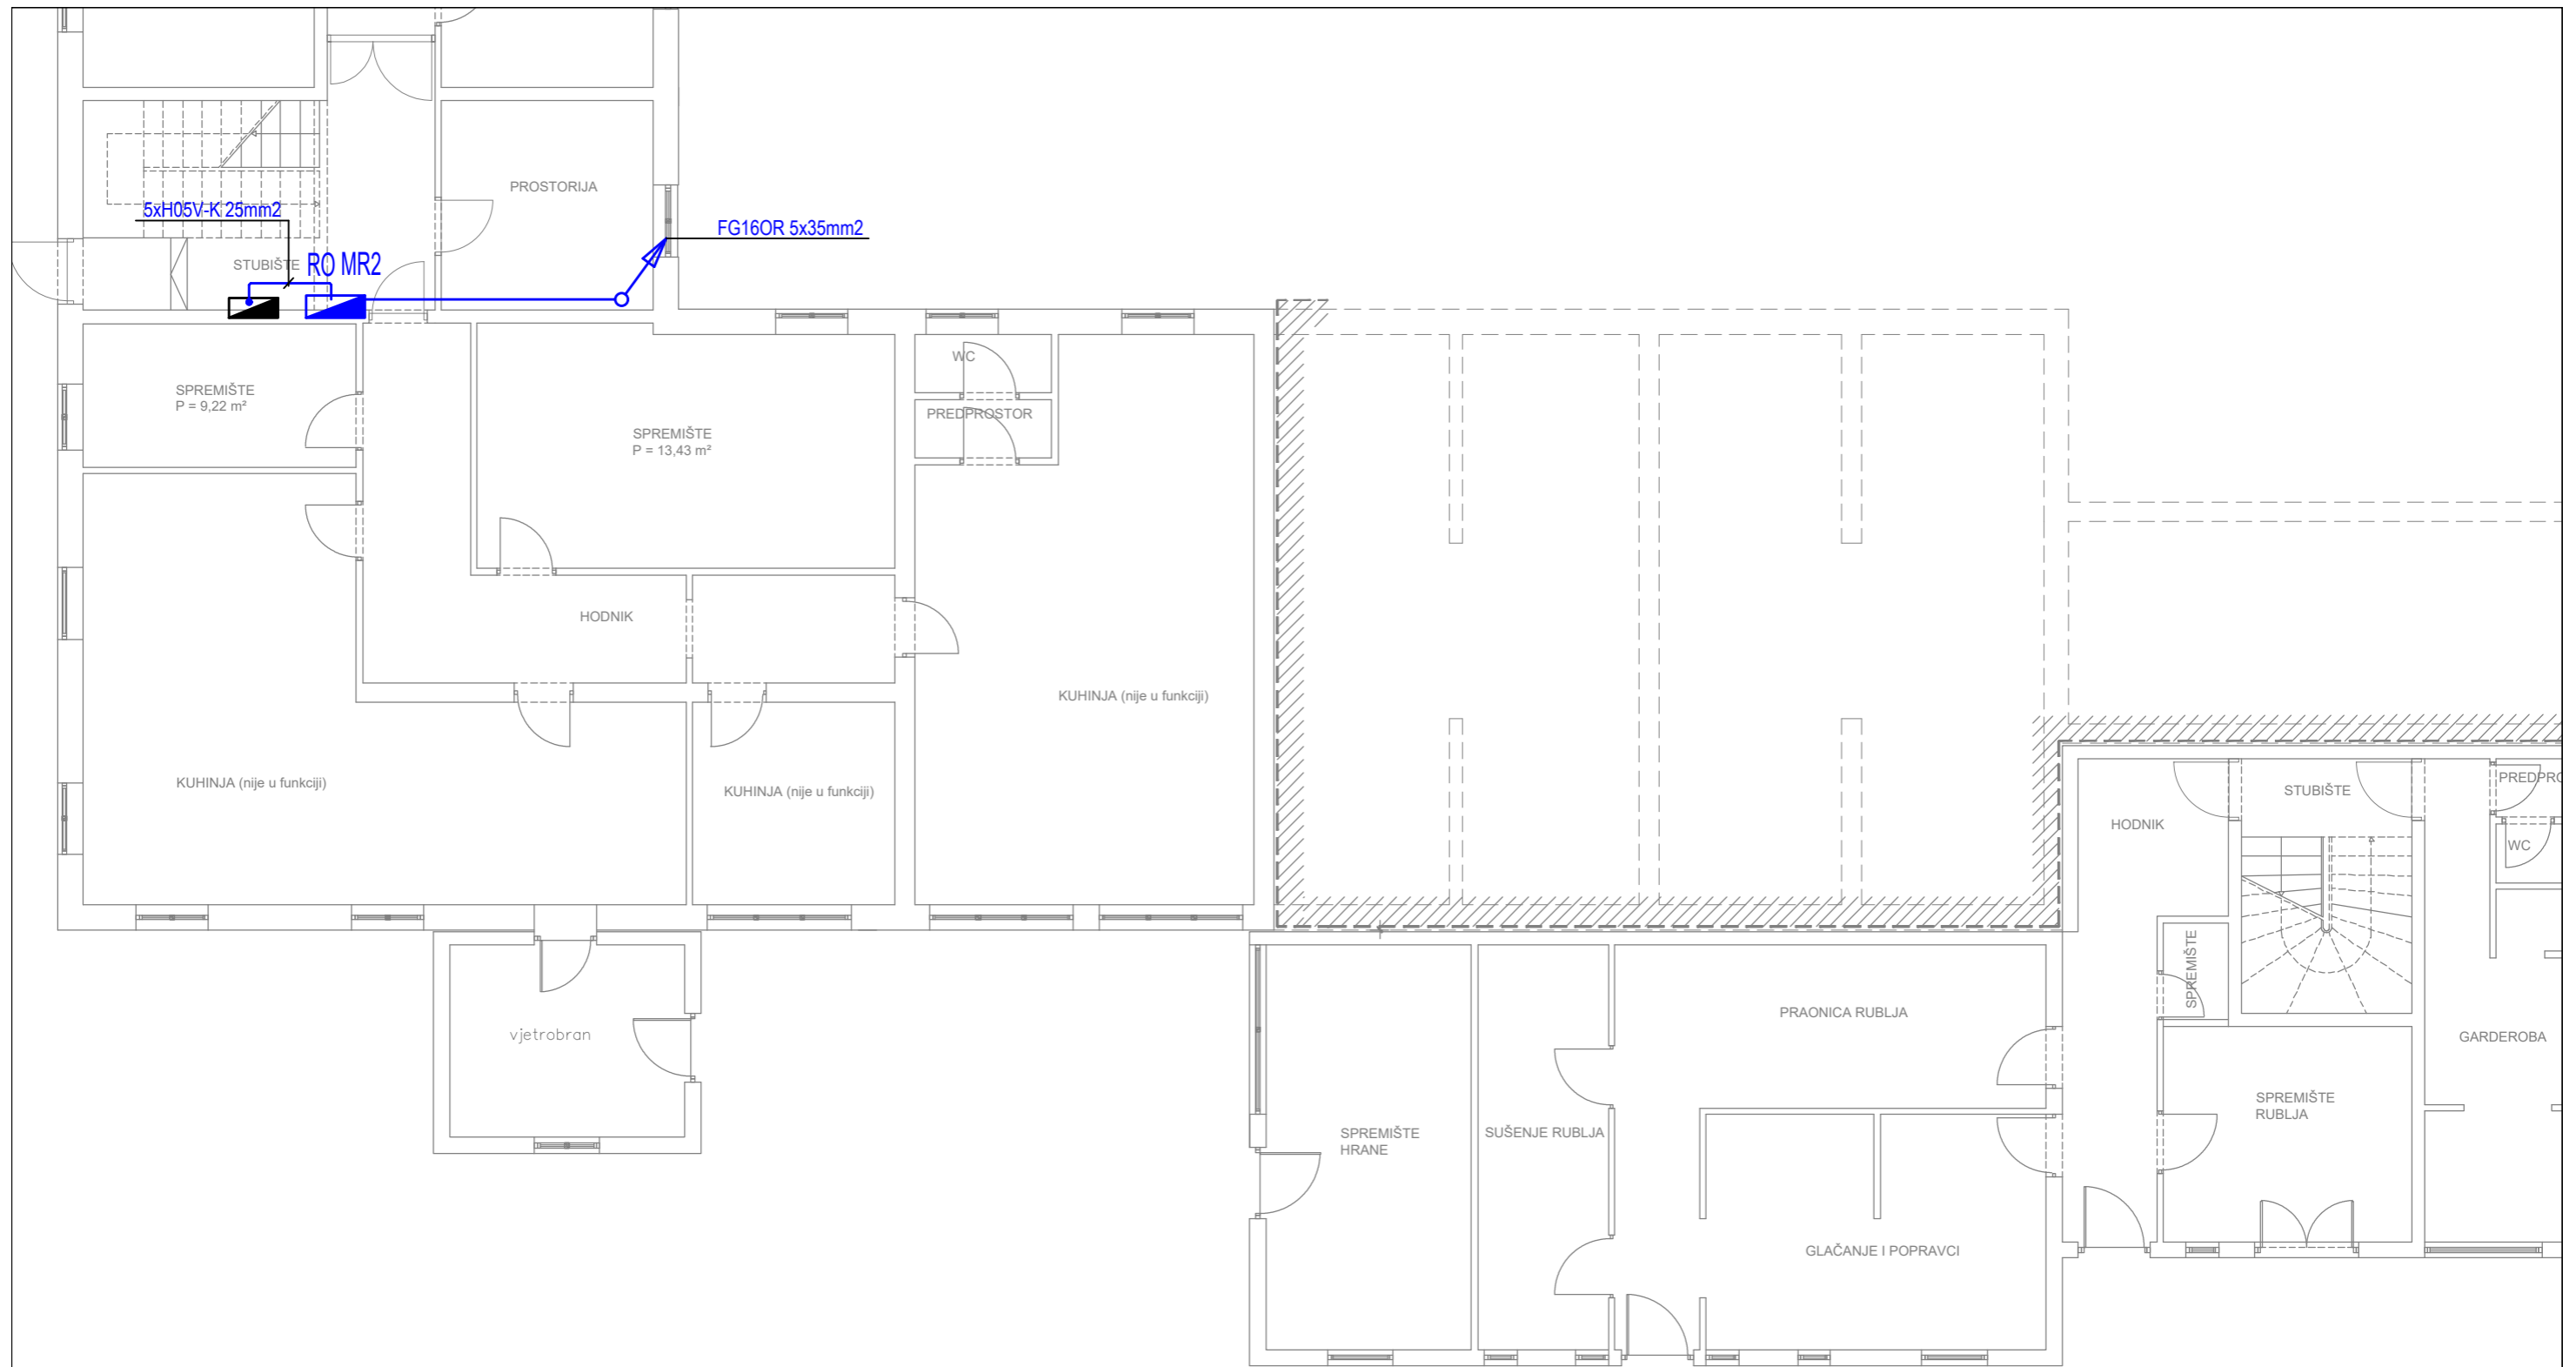 PROSTORIJA
5xH05V-K 25mm2
FG16OR 5x35mm2
STUBIŠTE
RO MR2
WC
SPREMIŠTE
P = 9,22 m²
PREDPROSTOR
SPREMIŠTE
P = 13,43 m²
HODNIK
KUHINJA (nije u funkciji)
KUHINJA (nije u funkciji)
KUHINJA (nije u funkciji)
PREDPRO
STUBIŠTE
HODNIK
WC
SPREMIŠTE
PRAONICA RUBLJA
vjetrobran
GARDEROBA
SPREMIŠTE
RUBLJA
SPREMIŠTE
HRANE
SUŠENJE RUBLJA
GLAČANJE I POPRAVCI